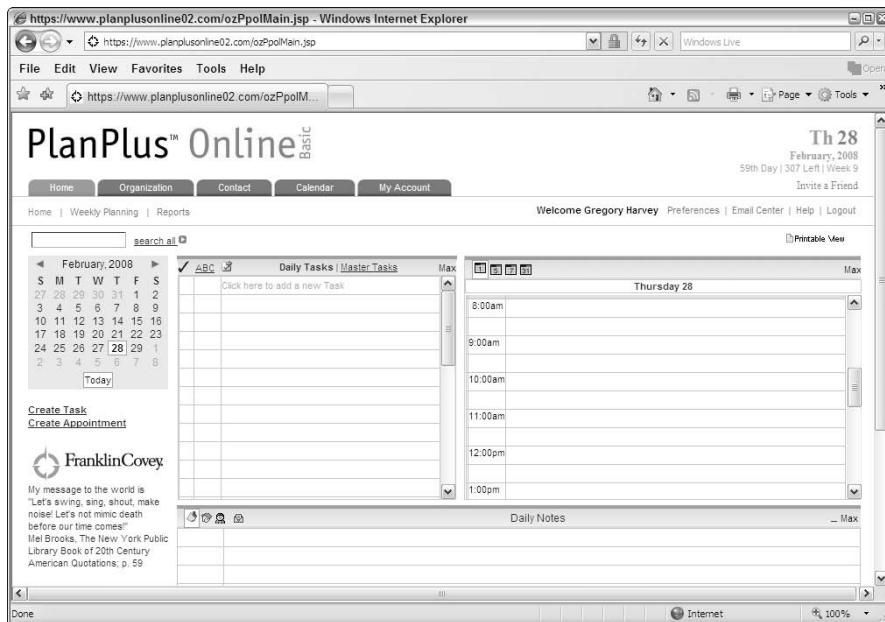 https://www.planplusonline02.com/ozPpolMain.jsp - Windows Internet Explorer
https://www.planplusonline02.com/ozPpolMain.jsp
Windows Live
File Edit View Favorites Tools Help
Open
https://www.planplusonline02.com/ozPpolM...
Page Tools »
PlanPlus™ Online Basic
Th 28
February, 2008
59th Day | 307 Left | Week 9
Invite a Friend
Home Organization Contact Calendar My Account
Home | Weekly Planning | Reports
Welcome Gregory Harvey Preferences | Email Center | Help | Logout
search all
Printable View
February, 2008
S M T W T F S
27 28 29 30 31 1 2
3 4 5 6 7 8 9
10 11 12 13 14 15 16
17 18 19 20 21 22 23
24 25 26 27 28 29 1
2 3 4 5 6 7 8
Today
Create Task
Create Appointment
FranklinCovey.
My message to the world is
"Let's swing, sing, shout, make
noise! Let's not mimic death
before our time comes!"
Mel Brooks, The New York Public
Library Book of 20th Century
American Quotations; p. 59
✓ ABC Daily Tasks | Master Tasks Max
Click here to add a new Task
1 5 7 31 Max
Thursday 28
8:00am
9:00am
10:00am
11:00am
12:00pm
1:00pm
Daily Notes Max
Done
Internet
100%